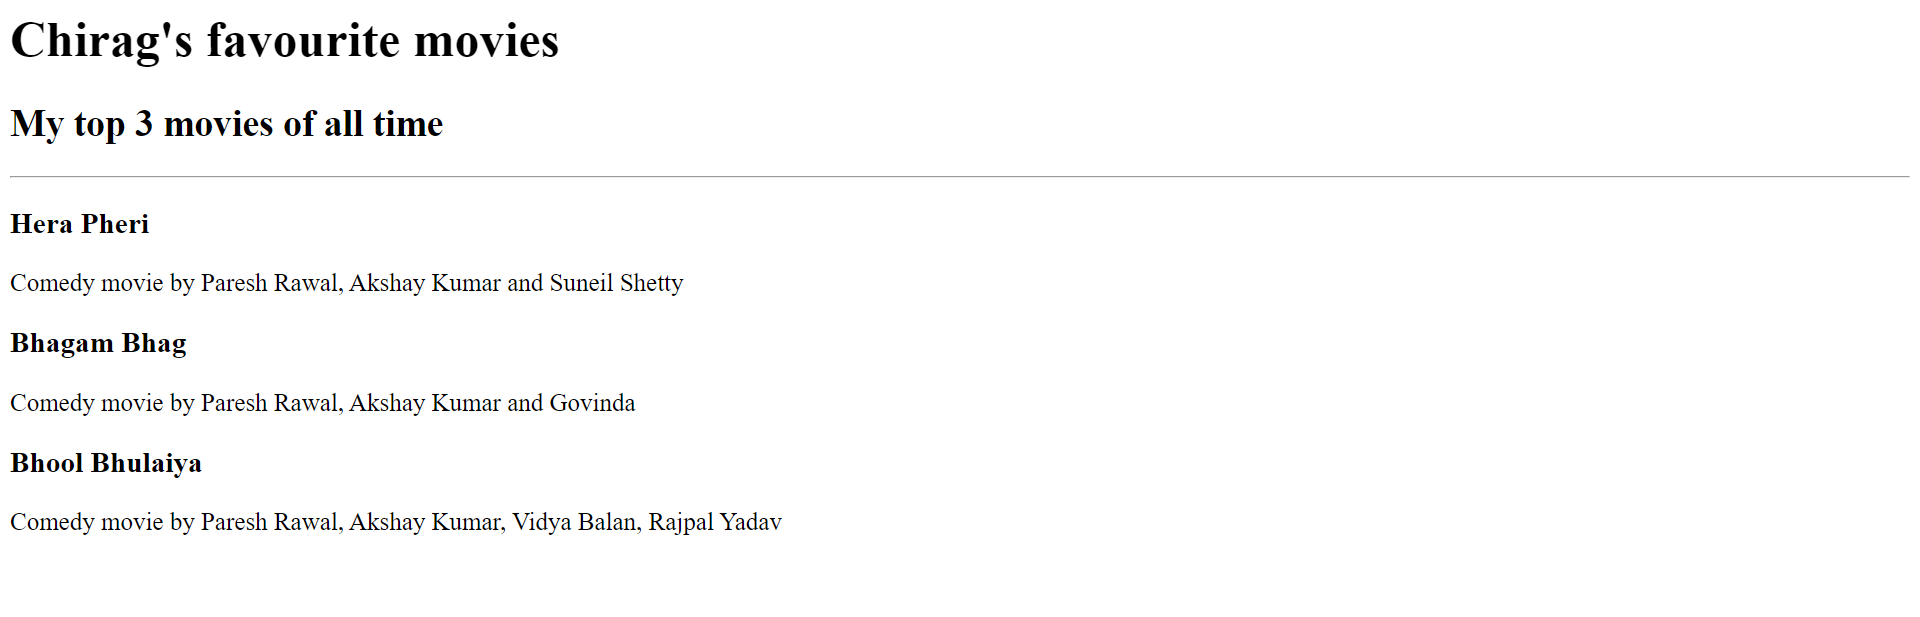 Chirag's favourite movies
My top 3 movies of all time
Hera Pheri
Comedy movie by Paresh Rawal, Akshay Kumar and Suneil Shetty
Bhagam Bhag
Comedy movie by Paresh Rawal, Akshay Kumar and Govinda
Bhool Bhulaiya
Comedy movie by Paresh Rawal, Akshay Kumar, Vidya Balan, Rajpal Yadav